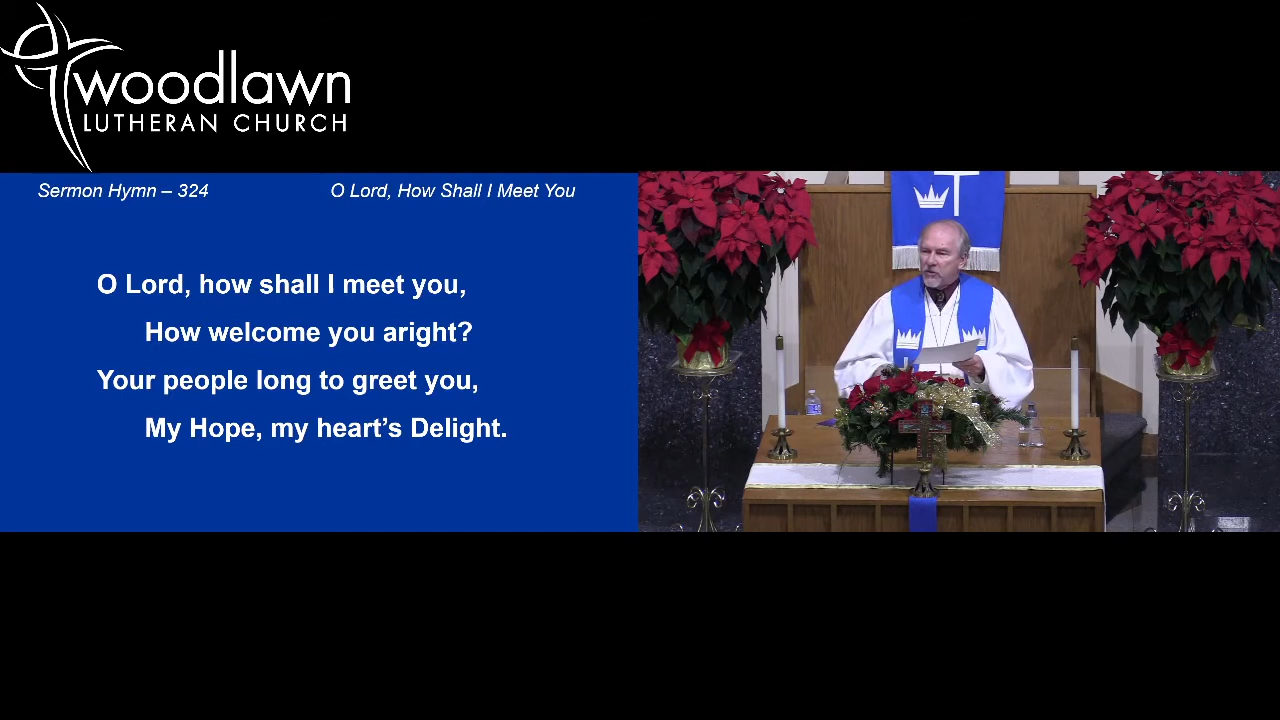 woodlawn
LUTHERAN CHURCH
Sermon Hymn – 324
O Lord, How Shall I Meet You
O Lord, how shall I meet you,
How welcome you aright?
Your people long to greet you,
My Hope, my heart’s Delight.